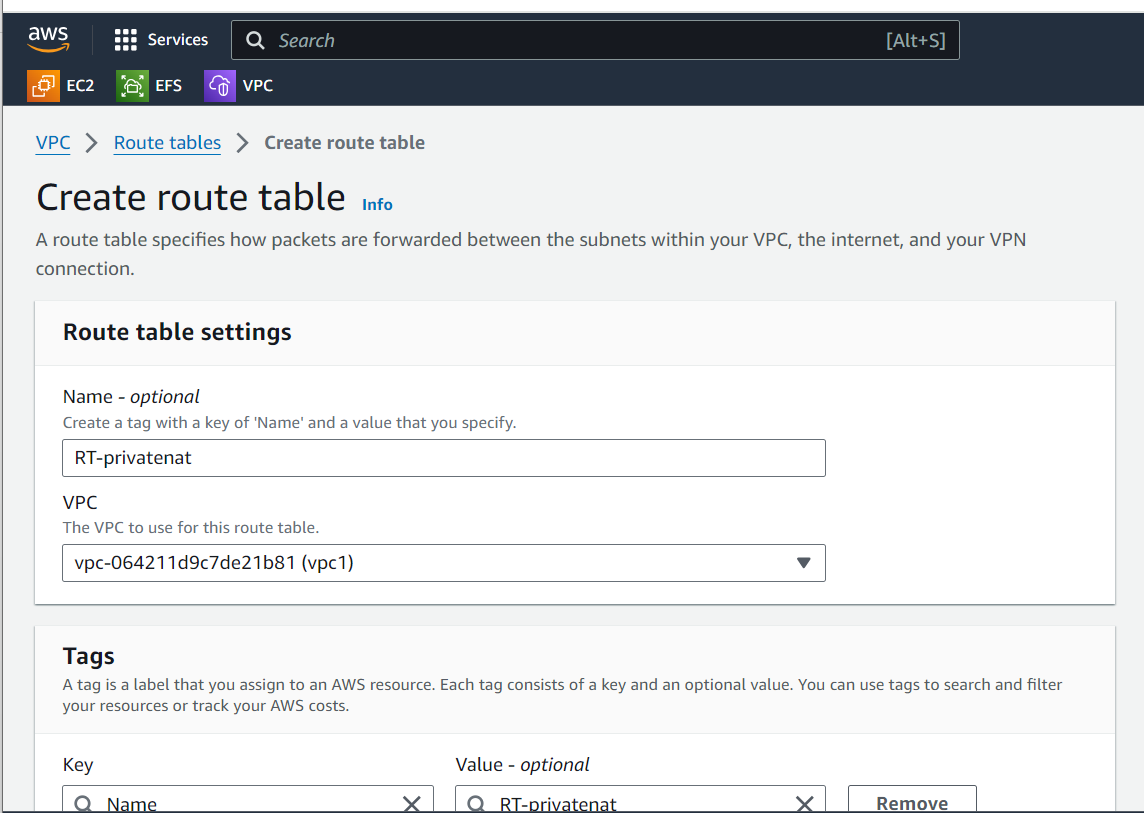 aws
Services
Search [Alt+S]
EC2 EFS VPC
VPC > Route tables > Create route table
Create route table Info
A route table specifies how packets are forwarded between the subnets within your VPC, the internet, and your VPN
connection.
Route table settings
Name - optional
Create a tag with a key of 'Name' and a value that you specify.
RT-privatenat
VPC
The VPC to use for this route table.
vpc-064211d9c7de21b81 (vpc1)
Tags
A tag is a label that you assign to an AWS resource. Each tag consists of a key and an optional value. You can use tags to search and filter
your resources or track your AWS costs.
Key Value - optional
Name RT-privatenat Remove